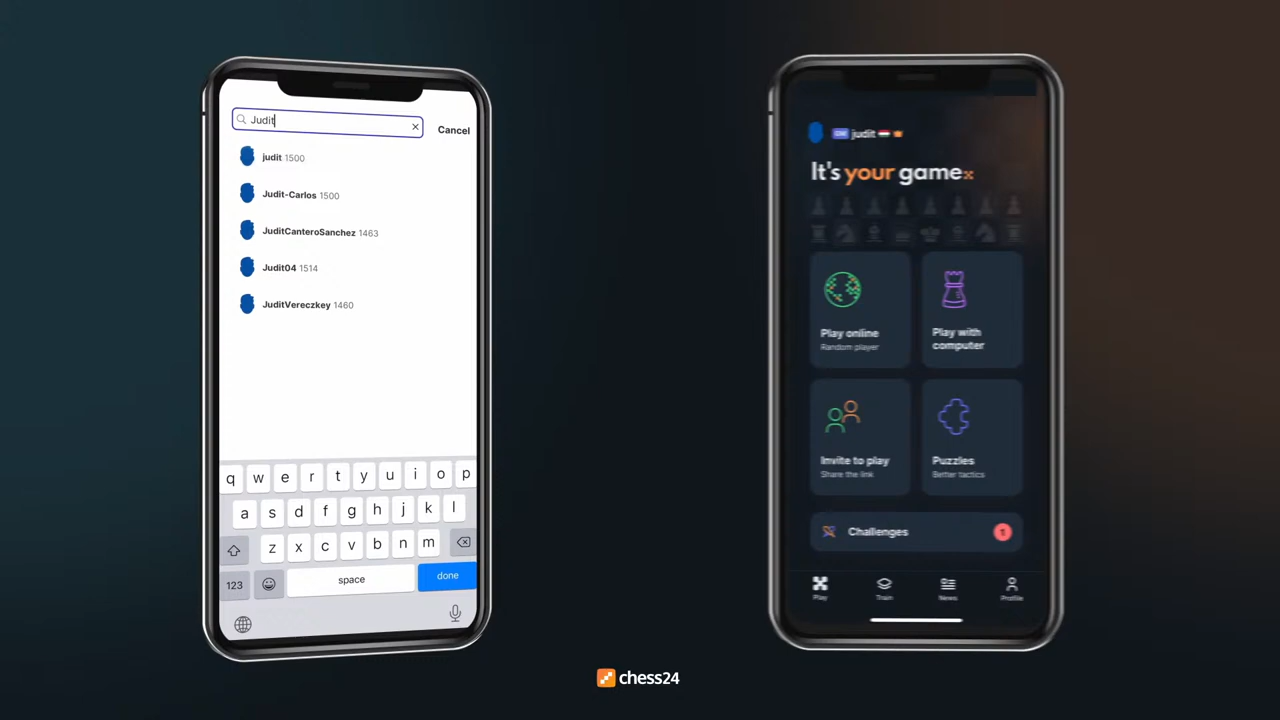 Judit
Cancel
judit 1500
Judit-Carlos 1500
JuditCanteroSanchez 1463
Judit04 1514
JuditVereczkey 1460
q w e r t y u i o p
a s d f g h j k l
z x c v b n m
123 space done
GM judit
It's your game
Play online
Random player
Play with
computer
Invite to play
Share the link
Puzzles
Better tactics
Challenges 1
Play Train News Profile
chess24